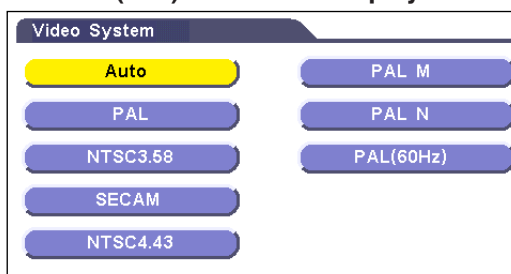 Video System
Auto
PAL
NTSC3.58
SECAM
NTSC4.43
PAL M
PAL N
PAL(60Hz)